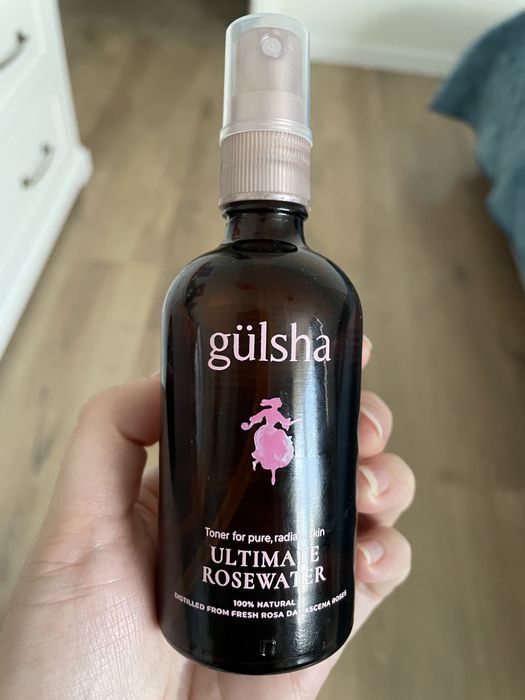 gülsha
Toner for pure, radiant skin
ULTIMATE
ROSEWATER
100% NATURAL
DISTILLED FROM FRESH ROSA DAMASCENA ROSES